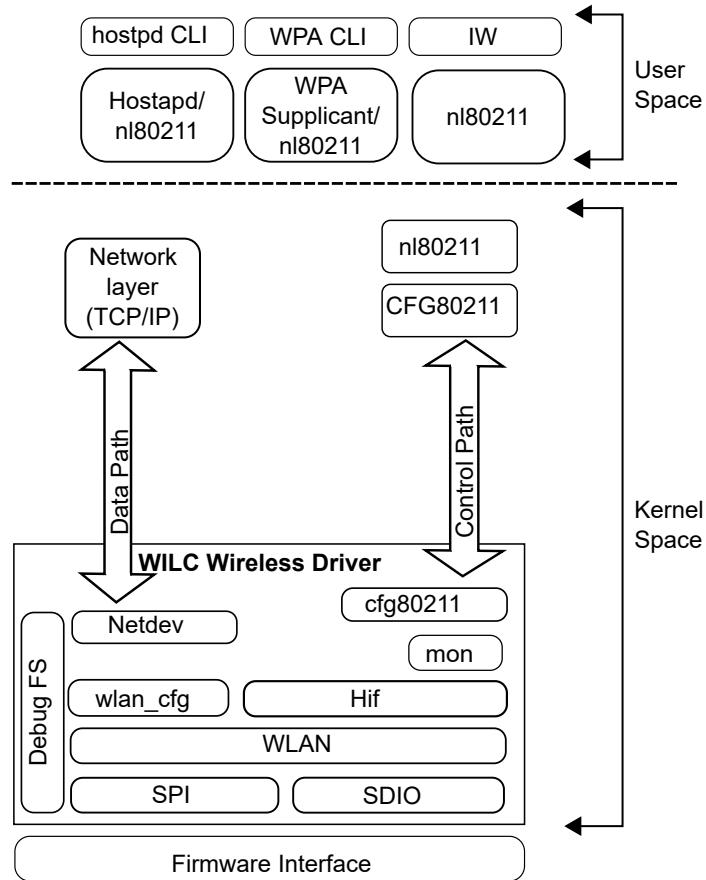 hostpd CLI
WPA CLI
IW
User
Space
Hostapd/
nl80211
WPA
Supplicant/
nl80211
nl80211
nl80211
Network
layer
(TCP/IP)
CFG80211
Data Path
Control Path
Kernel
Space
WILC Wireless Driver
cfg80211
Netdev
mon
Debug FS
wlan_cfg
Hif
WLAN
SPI
SDIO
Firmware Interface